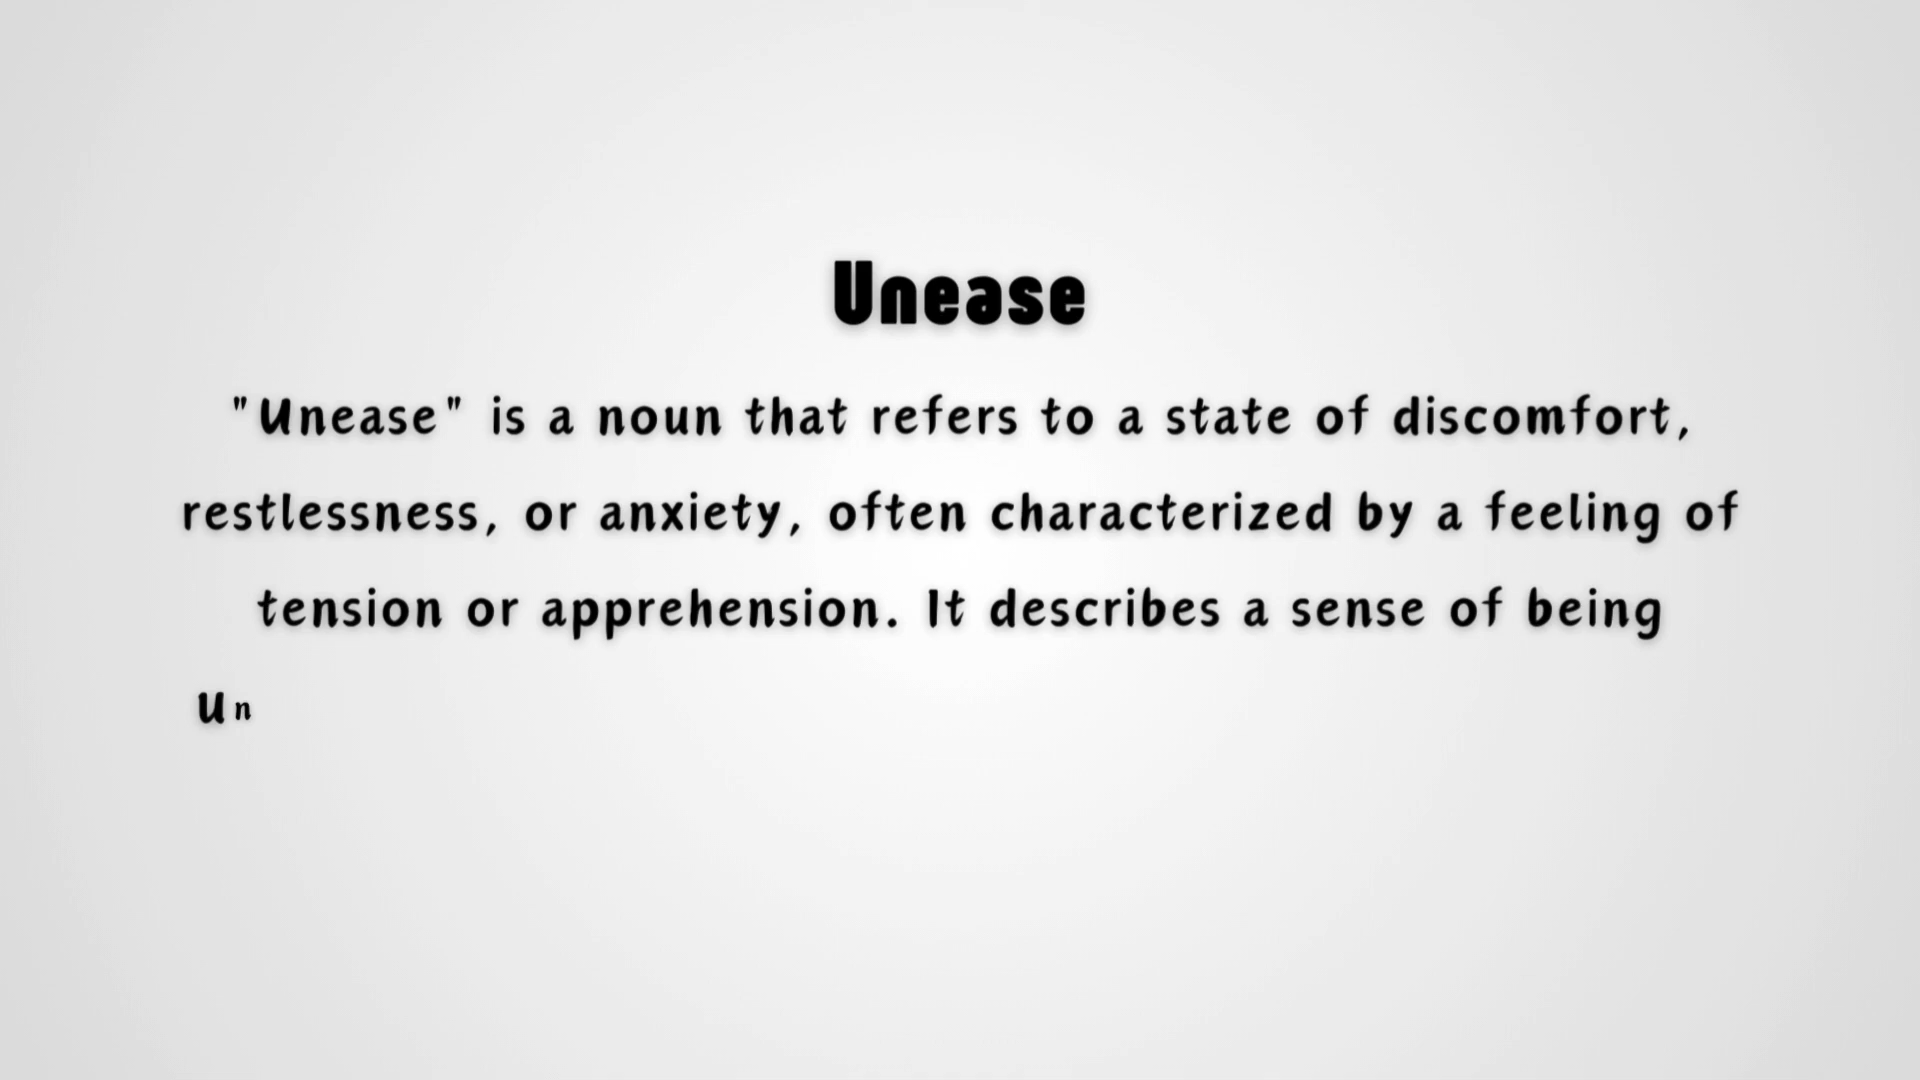 Unease
"Unease" is a noun that refers to a state of discomfort,
restlessness, or anxiety, often characterized by a feeling of
tension or apprehension. It describes a sense of being
un